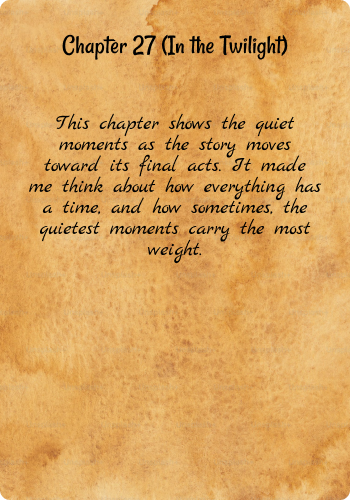 Chapter 27 (In the Twilight)
This chapter shows the quiet
moments as the story moves
toward its final acts. It made
me think about how everything has
a time, and how sometimes, the
quietest moments carry the most
weight.